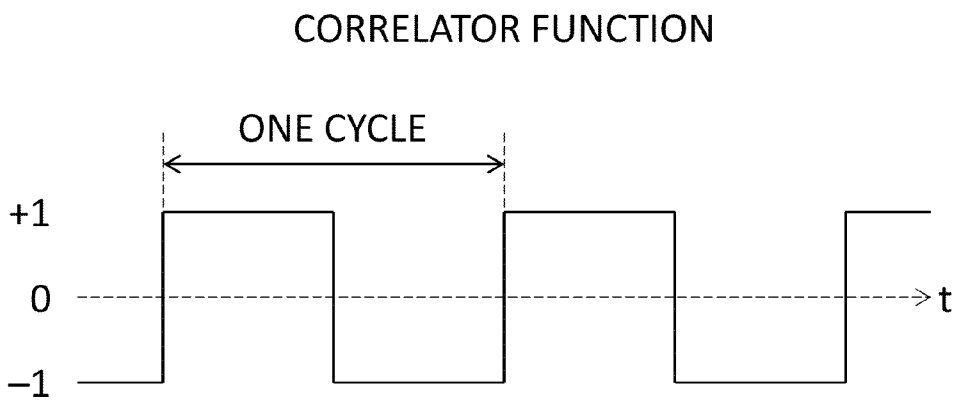 CORRELATOR FUNCTION
ONE CYCLE
+1
0
t
–1